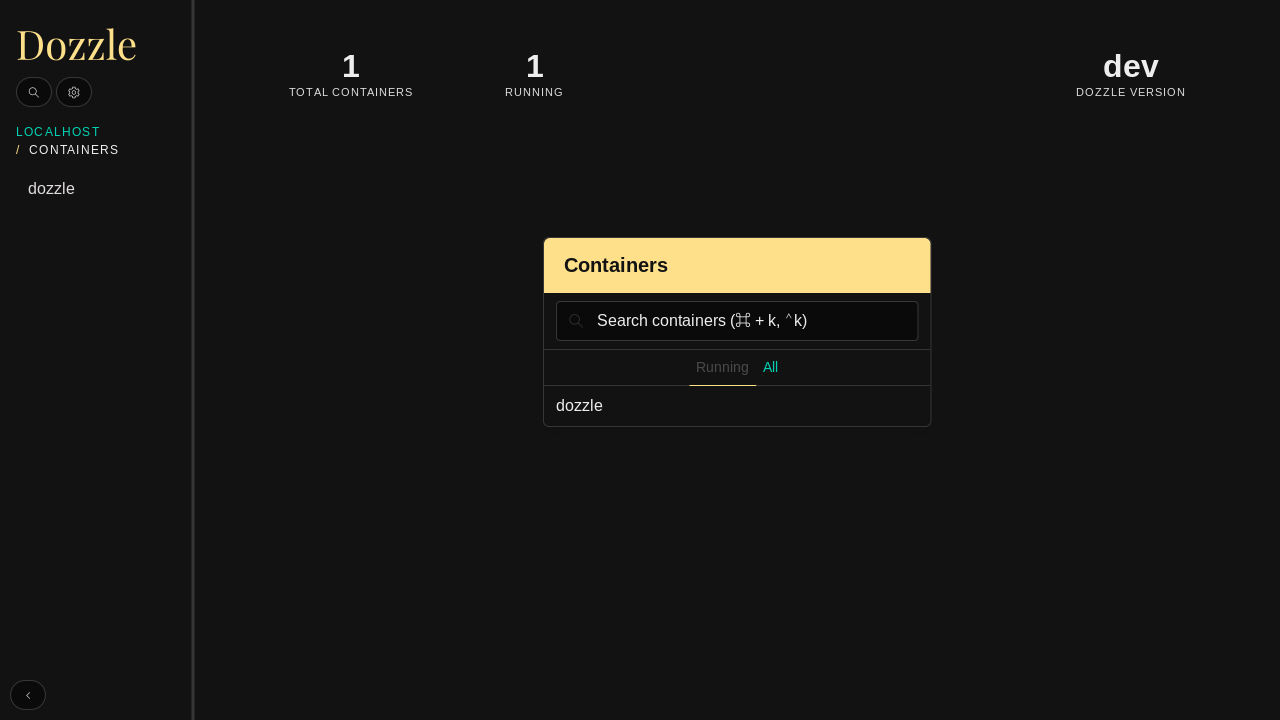 Dozzle
LOCALHOST
/ CONTAINERS
dozzle
1
TOTAL CONTAINERS
1
RUNNING
dev
DOZZLE VERSION
Containers
Search containers (⌘ + k, ⌃k)
Running All
dozzle